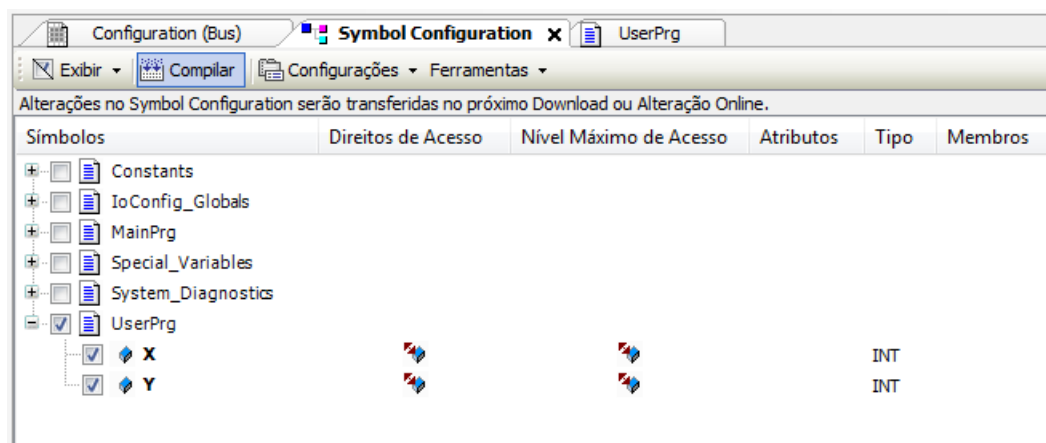 Configuration (Bus) Symbol Configuration x UserPrg
Exibir Compilar Configurações Ferramentas
Alterações no Symbol Configuration serão transferidas no próximo Download ou Alteração Online.
Símbolos Direitos de Acesso Nível Máximo de Acesso Atributos Tipo Membros
Constants
IoConfig_Globals
MainPrg
Special_Variables
System_Diagnostics
UserPrg
X INT
Y INT